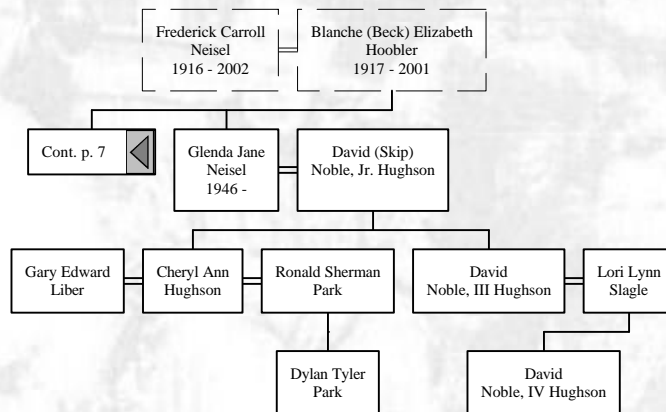 Frederick Carroll
Neisel
1916 - 2002
Blanche (Beck) Elizabeth
Hoobler
1917 - 2001
Cont. p. 7
Glenda Jane
Neisel
1946 -
David (Skip)
Noble, Jr. Hughson
Gary Edward
Liber
Cheryl Ann
Hughson
Ronald Sherman
Park
David
Noble, III Hughson
Lori Lynn
Slagle
Dylan Tyler
Park
David
Noble, IV Hughson